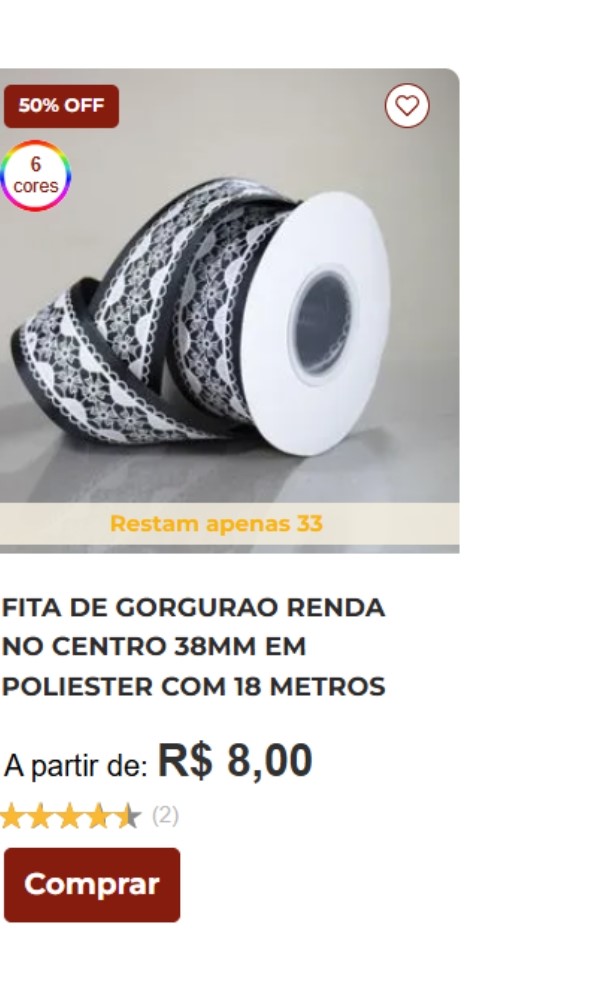 50% OFF
6
cores
Restam apenas 33
FITA DE GORGURAO RENDA
NO CENTRO 38MM EM
POLIESTER COM 18 METROS
A partir de: R$ 8,00
(2)
Comprar